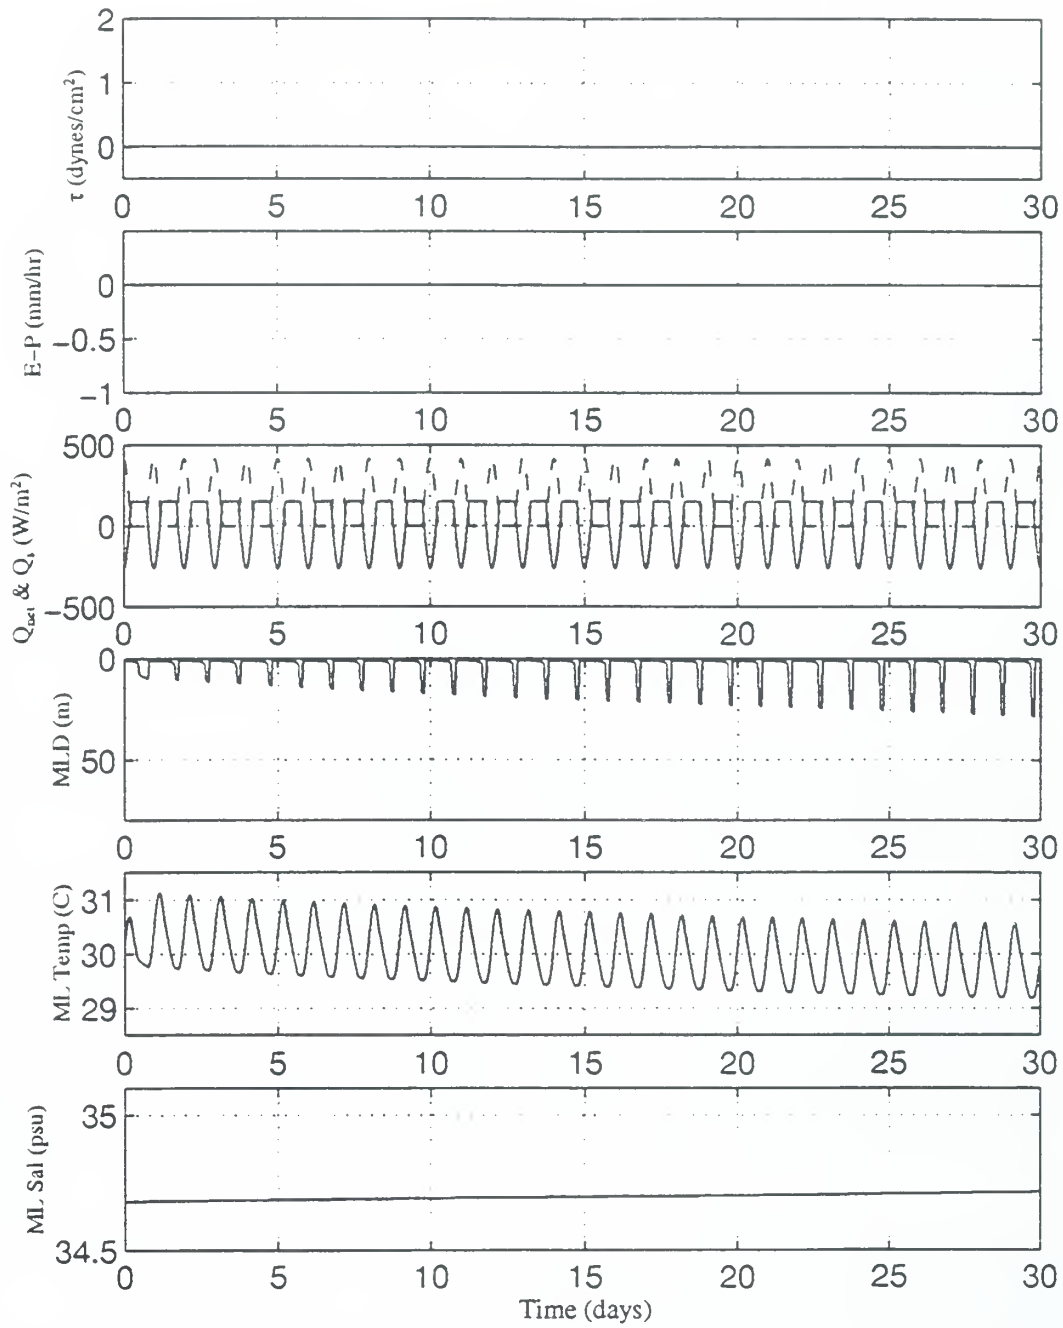 2
1
0
τ (dynes/cm²)
0 5 10 15 20 25 30
0
-0.5
-1
E-P (mm/hr)
0 5 10 15 20 25 30
500
0
-500
Qnet & Qs (W/m²)
0 5 10 15 20 25 30
0
50
MLD (m)
0 5 10 15 20 25 30
31
30
29
ML Temp (C)
0 5 10 15 20 25 30
35
34.5
ML Sal (psu)
0 5 10 15 20 25 30
Time (days)